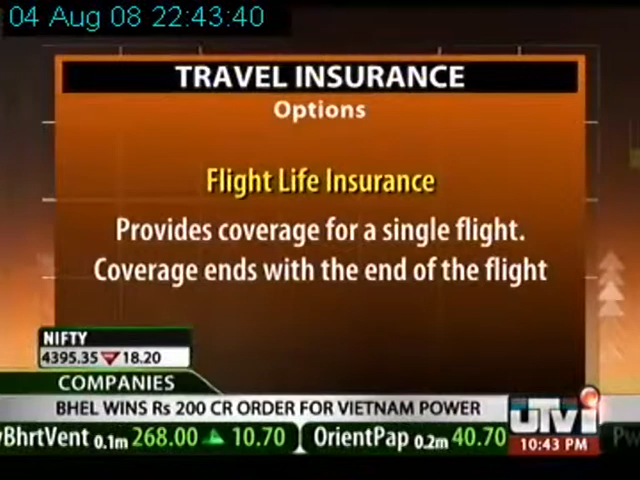 04 Aug 08 22:43:40
TRAVEL INSURANCE
Options
Flight Life Insurance
Provides coverage for a single flight.
Coverage ends with the end of the flight
NIFTY
4395.35 18.20
COMPANIES
BHEL WINS Rs 200 CR ORDER FOR VIETNAM POWER
UTVi
BhrtVent 0.1m 268.00 10.70 OrientPap 0.2m 40.70
10:43 PM